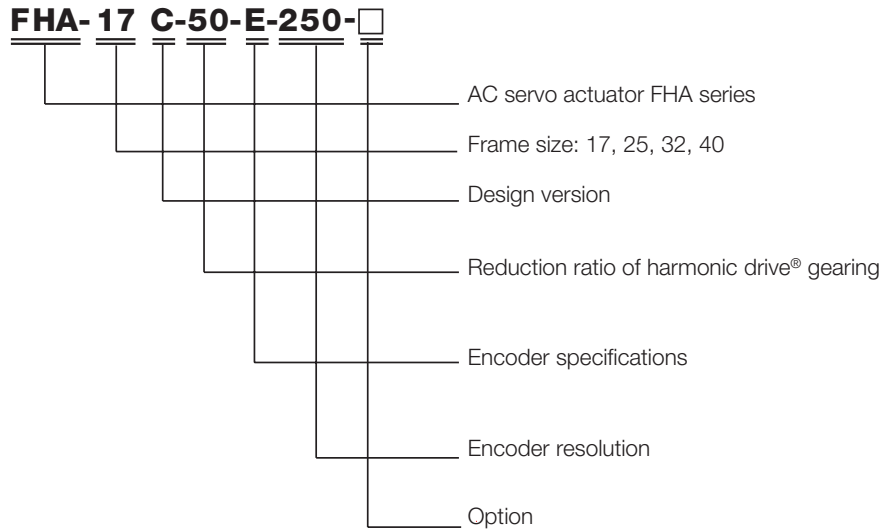 FHA-17 C-50-E-250-□
AC servo actuator FHA series
Frame size: 17, 25, 32, 40
Design version
Reduction ratio of harmonic drive® gearing
Encoder specifications
Encoder resolution
Option